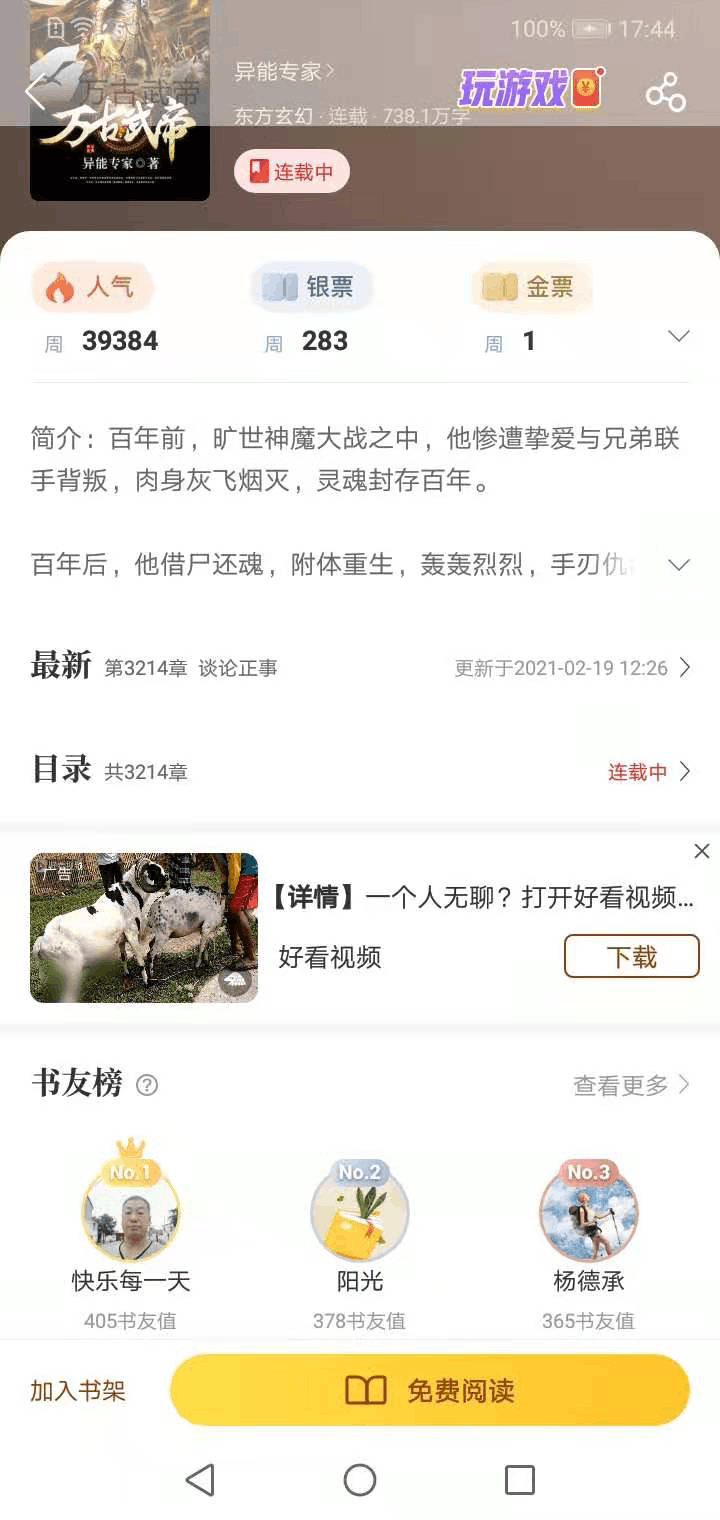 100% 17:44
异能专家
玩游戏
万古武帝
东方玄幻·连载·738.1万字
万古武帝
异能专家◎著
连载中
人气 银票 金票
周 39384 周 283 周 1
简介：百年前，旷世神魔大战之中，他惨遭挚爱与兄弟联
手背叛，肉身灰飞烟灭，灵魂封存百年。
百年后，他借尸还魂，附体重生，轰轰烈烈，手刃仇
最新 第3214章 谈论正事 更新于2021-02-19 12:26
目录 共3214章 连载中
广告
【详情】一个人无聊？打开好看视频...
好看视频 下载
书友榜 ? 查看更多
No.1 No.2 No.3
快乐每一天 阳光 杨德承
405书友值 378书友值 365书友值
加入书架 免费阅读